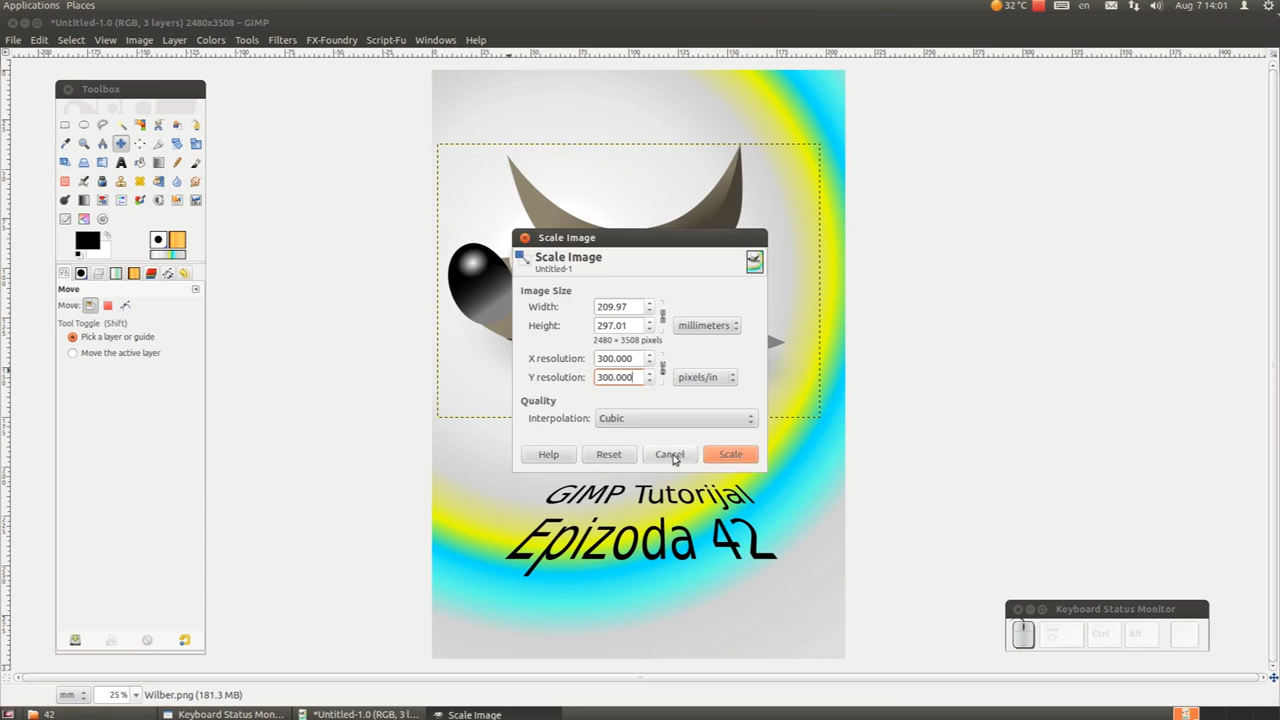 Applications Places
32 °C en Aug 7 14:01
*Untitled-1.0 (RGB, 3 layers) 2480x3508 – GIMP
File Edit Select View Image Layer Colors Tools Filters FX-Foundry Script-Fu Windows Help
Toolbox
Move
Move:
Tool Toggle (Shift)
Pick a layer or guide
Move the active layer
Scale Image
Scale Image
Untitled-1
Image Size
Width: 209.97
Height: 297.01 millimeters
2480 × 3508 pixels
X resolution: 300.000
Y resolution: 300.000 pixels/in
Quality
Interpolation: Cubic
Help Reset Cancel Scale
GIMP Tutorijal
Epizoda 42
Keyboard Status Monitor
Ctrl Alt
mm 25% Wilber.png (181.3 MB)
42 Keyboard Status Mon... *Untitled-1.0 (RGB, 3 l... Scale Image